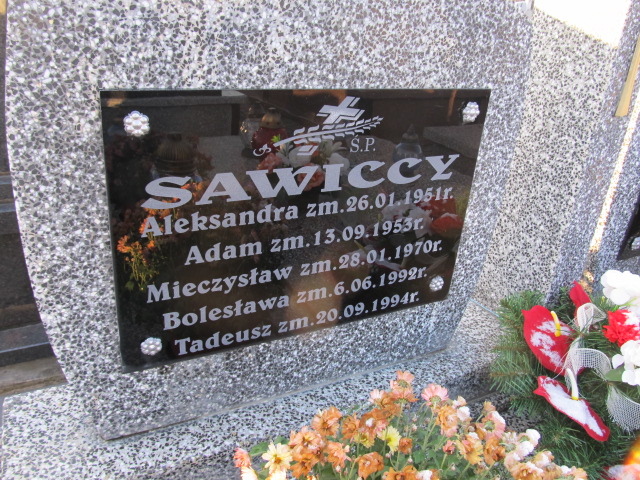 Ś.P.
SAWICCY
Aleksandra zm.26.01.1951r.
Adam zm.13.09.1953r.
Mieczysław zm.28.01.1970r.
Bolesława zm.6.06.1992r.
Tadeusz zm.20.09.1994r.